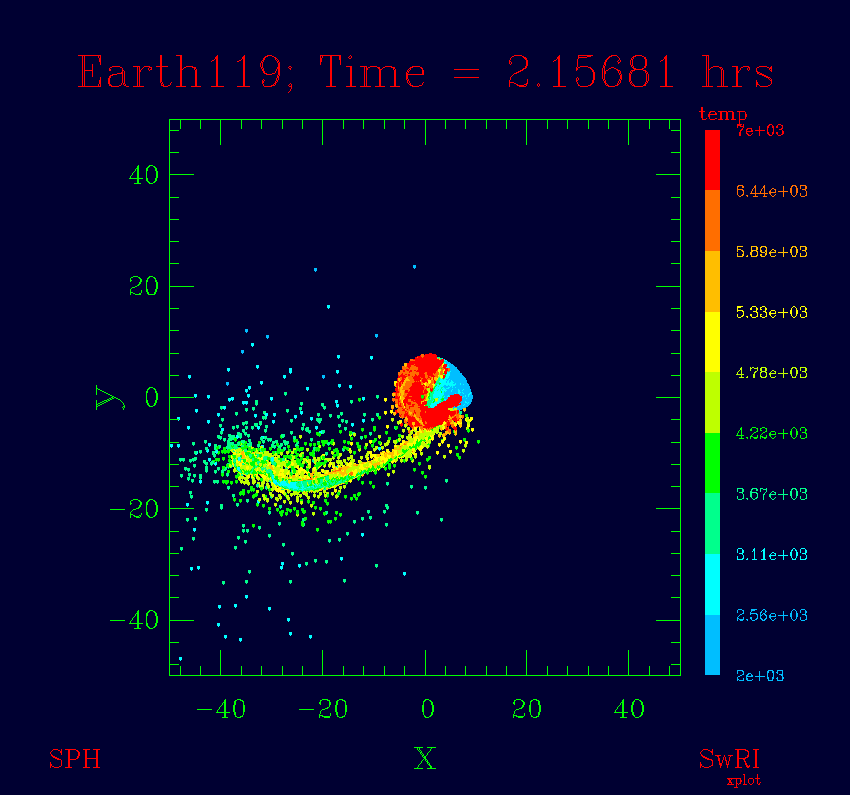 Earth119; Time = 2.15681 hrs
temp
7e+03
6.44e+03
5.89e+03
5.33e+03
4.78e+03
4.22e+03
3.67e+03
3.11e+03
2.56e+03
2e+03
40
20
0
−20
−40
y
−40 −20 0 20 40
X
SPH
SwRI
xplot